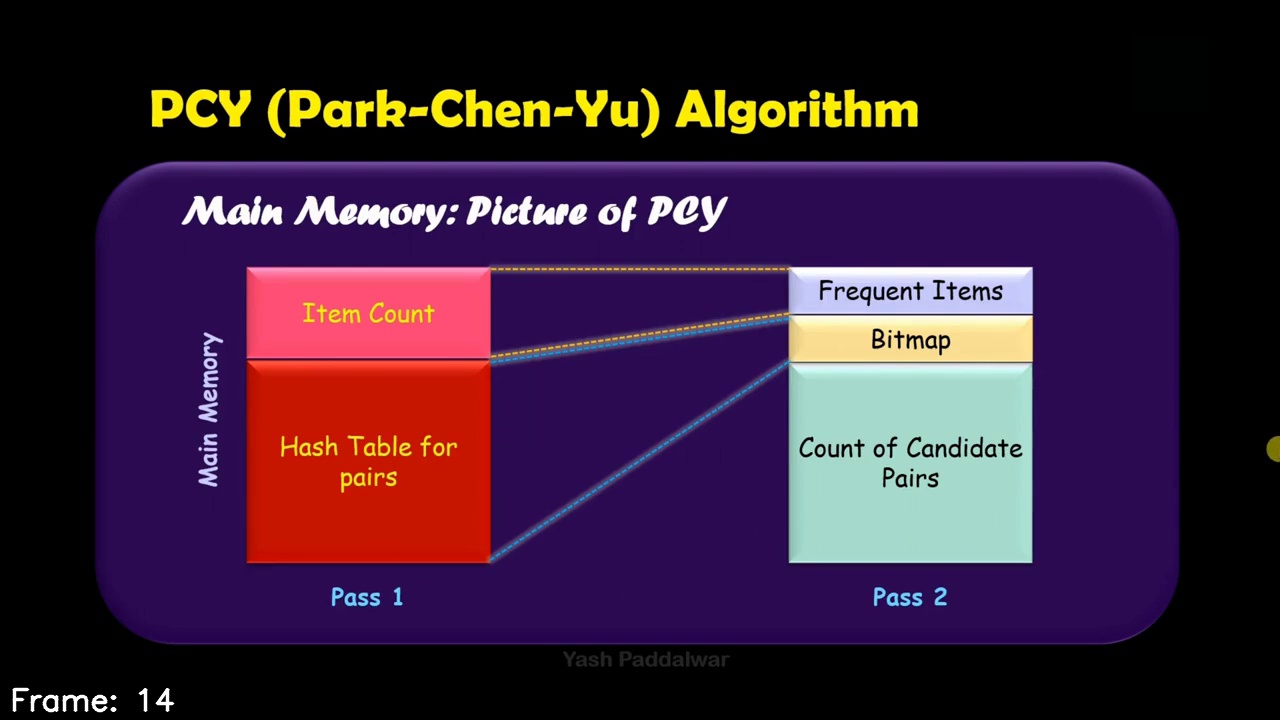 PCY (Park-Chen-Yu) Algorithm
Main Memory: Picture of PCY
Main Memory
Item Count
Hash Table for
pairs
Pass 1
Frequent Items
Bitmap
Count of Candidate
Pairs
Pass 2
Yash Paddalwar
Frame: 14